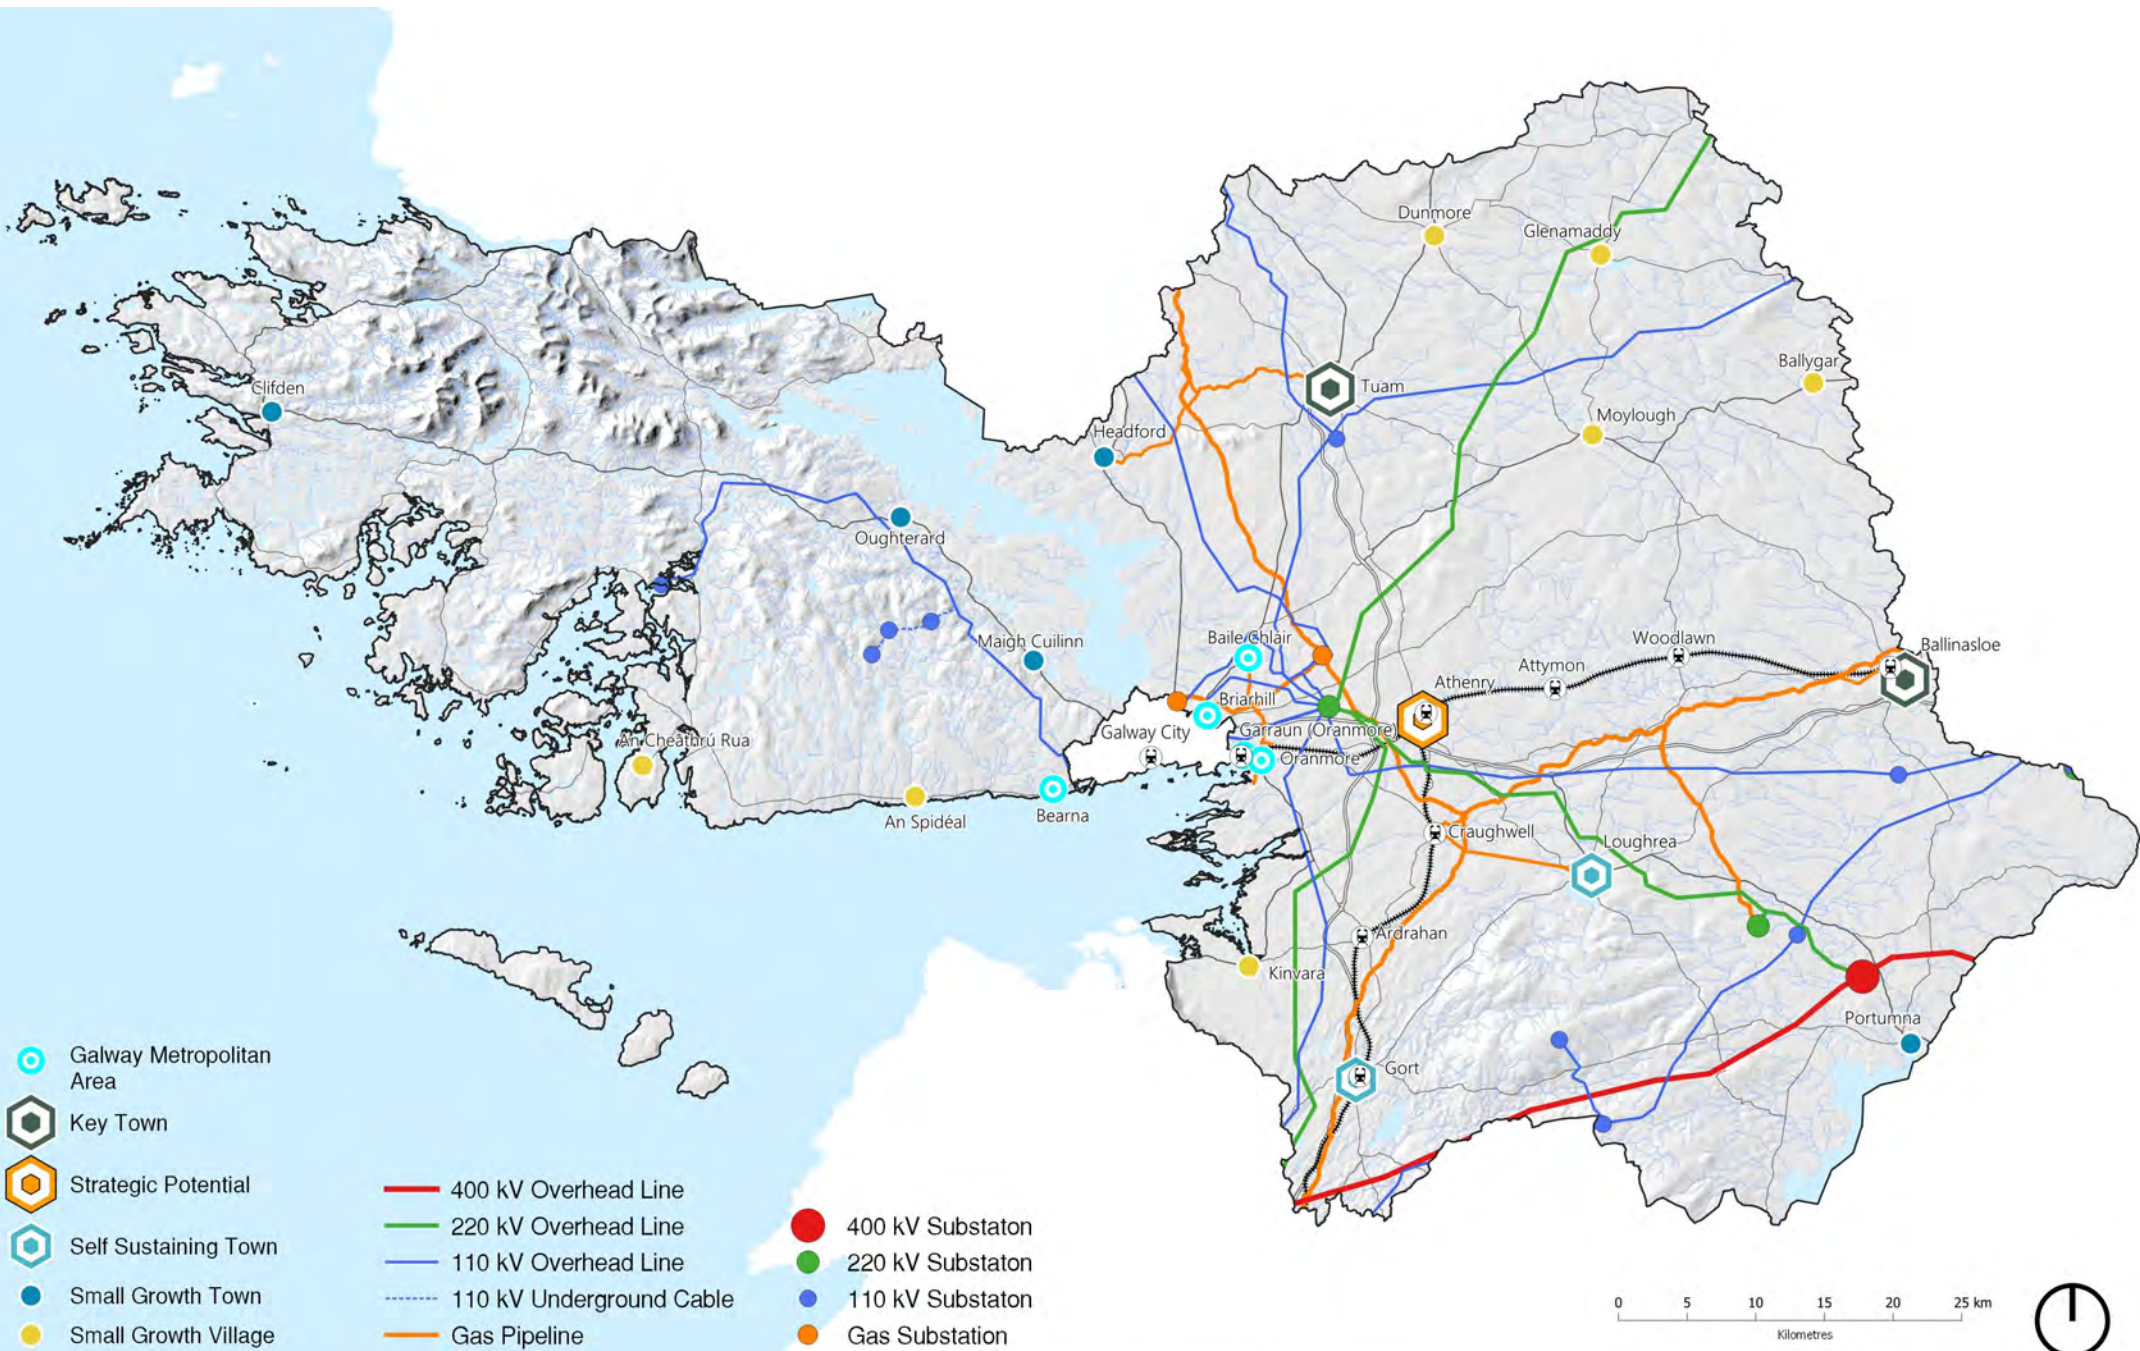 Dunmore
Glenamaddy
Ballygar
Clifden
Tuam
Moylough
Headford
Oughterard
Maigh Cuilinn
Baile Chláir
Woodlawn
Ballinasloe
Attymon
Athenry
Briarhill
An Cheathrú Rua
Galway City
Garraun (Oranmore)
Oranmore
An Spidéal
Bearna
Craughwell
Loughrea
Ardrahan
Kinvara
Portumna
Gort
Galway Metropolitan
Area
Key Town
Strategic Potential
Self Sustaining Town
Small Growth Town
Small Growth Village
400 kV Overhead Line
220 kV Overhead Line
110 kV Overhead Line
110 kV Underground Cable
Gas Pipeline
400 kV Substaton
220 kV Substaton
110 kV Substaton
Gas Substation
0 5 10 15 20 25 km
Kilometres